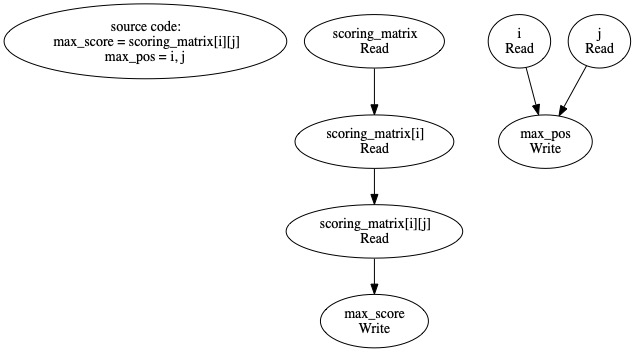 source code:
max_score = scoring_matrix[i][j]
max_pos = i, j
scoring_matrix
Read
i
Read
j
Read
scoring_matrix[i]
Read
max_pos
Write
scoring_matrix[i][j]
Read
max_score
Write